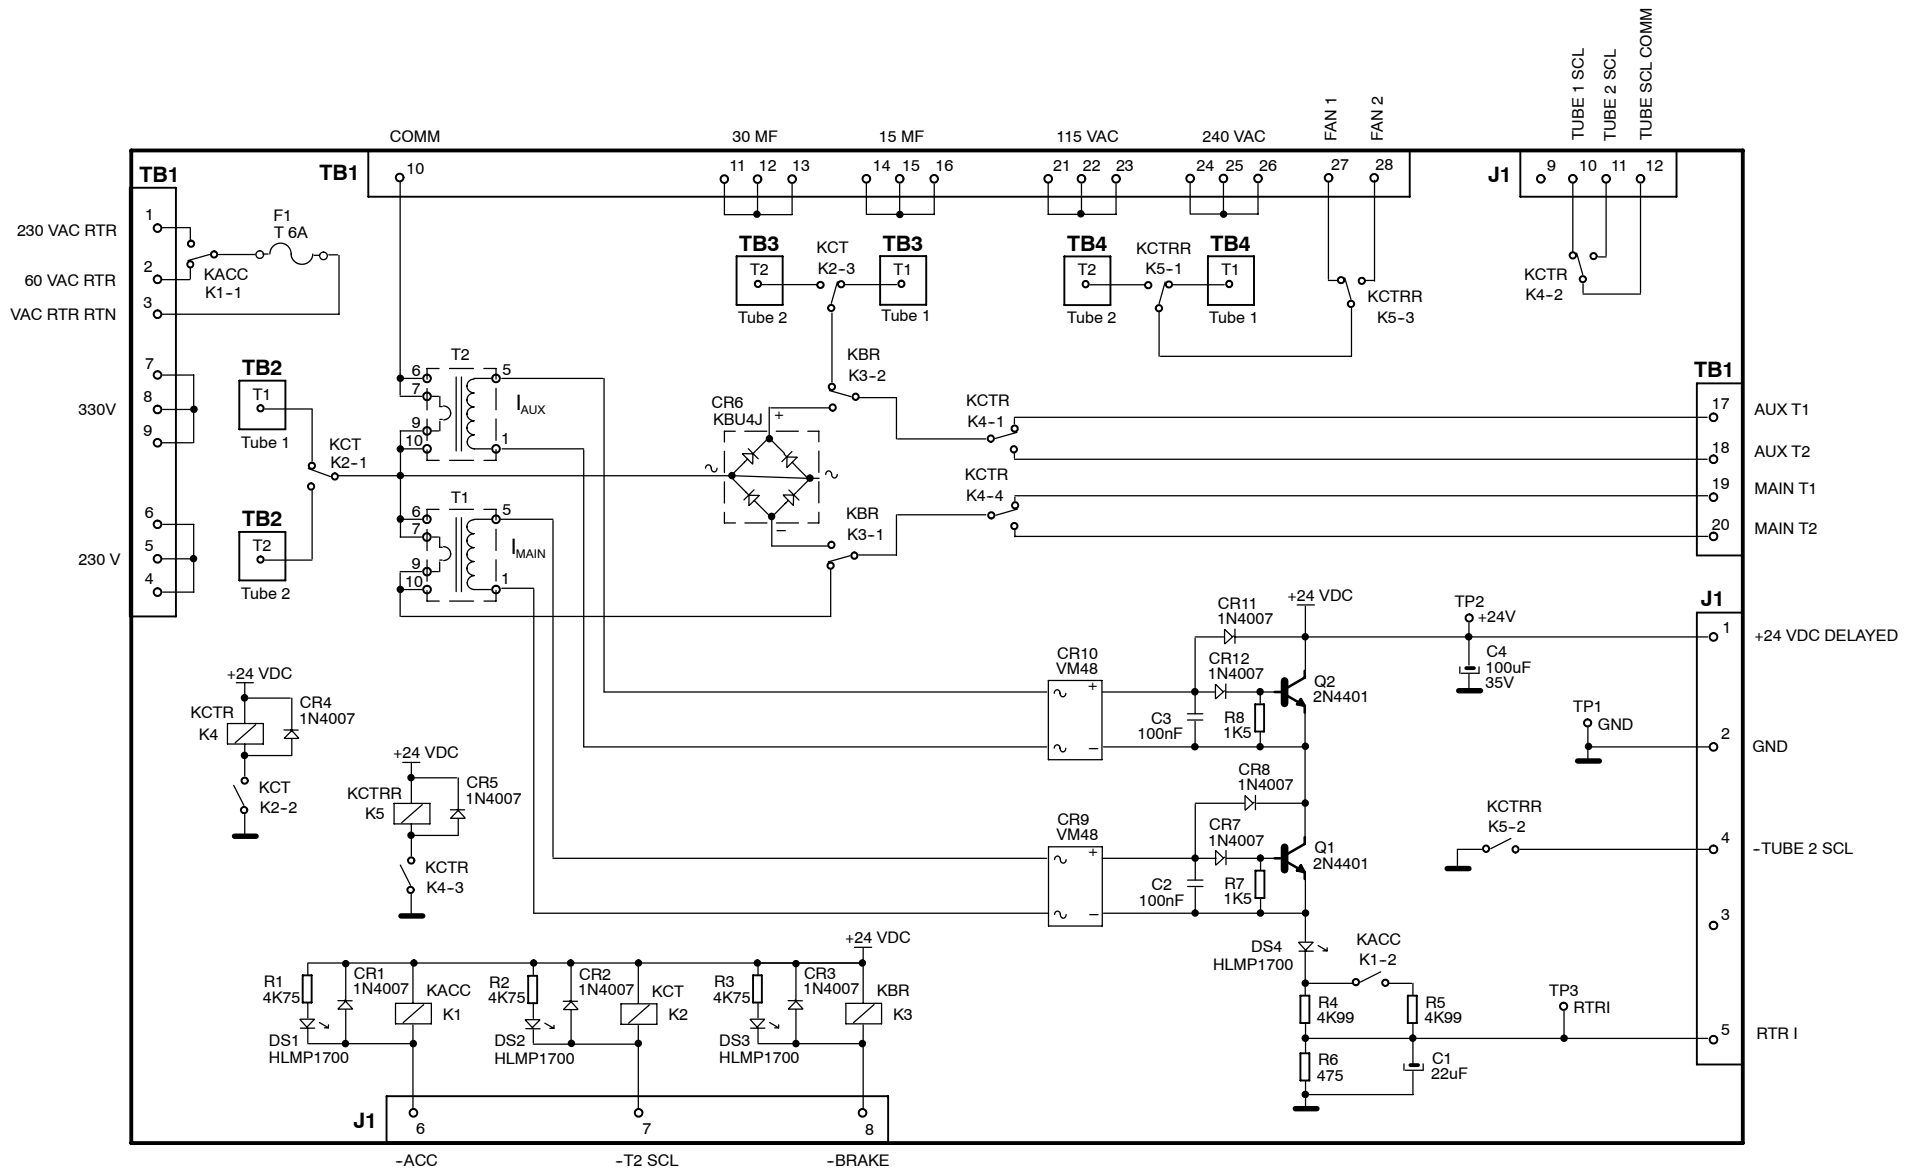 TUBE 1 SCL
TUBE 2 SCL
TUBE SCL COMM
FAN 1
FAN 2
COMM
30 MF
15 MF
115 VAC
240 VAC
TB1
TB1
10
11
12
13
14
15
16
21
22
23
24
25
26
27
28
J1
9
10
11
12
1
230 VAC RTR
2
60 VAC RTR
3
VAC RTR RTN
F1
T 6A
KACC
K1-1
TB3
T2
Tube 2
KCT
K2-3
TB3
T1
Tube 1
TB4
T2
Tube 2
KCTRR
K5-1
TB4
T1
Tube 1
KCTRR
K5-3
KCTR
K4-2
7
8
9
330V
TB2
T1
Tube 1
KCT
K2-1
TB2
T2
Tube 2
6
5
4
230 V
T2
6
7
9
10
5
1
IAUX
T1
6
7
9
10
5
1
IMAIN
CR6
KBU4J
+
~
~
−
KBR
K3-2
KBR
K3-1
KCTR
K4-1
KCTR
K4-4
TB1
17
AUX T1
18
AUX T2
19
MAIN T1
20
MAIN T2
CR11
1N4007
+24 VDC
TP2
+24V
C4
100uF
35V
J1
1
+24 VDC DELAYED
CR10
VM48
~
+
~
−
CR12
1N4007
C3
100nF
R8
1K5
Q2
2N4401
TP1
GND
2
GND
CR8
1N4007
CR9
VM48
~
+
~
−
CR7
1N4007
C2
100nF
R7
1K5
Q1
2N4401
KCTRR
K5-2
4
-TUBE 2 SCL
3
+24 VDC
KCTR
K4
CR4
1N4007
KCT
K2-2
+24 VDC
KCTRR
K5
CR5
1N4007
KCTR
K4-3
+24 VDC
R1
4K75
CR1
1N4007
KACC
K1
DS1
HLMP1700
R2
4K75
CR2
1N4007
KCT
K2
DS2
HLMP1700
R3
4K75
CR3
1N4007
KBR
K3
DS3
HLMP1700
DS4
HLMP1700
KACC
K1-2
R4
4K99
R5
4K99
TP3
RTRI
5
RTR I
R6
475
C1
22uF
J1
6
7
8
-ACC
-T2 SCL
-BRAKE